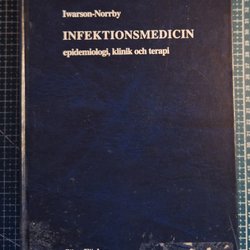 Iwarson-Norrby
INFEKTIONSMEDICIN
epidemiologi, klinik och terapi